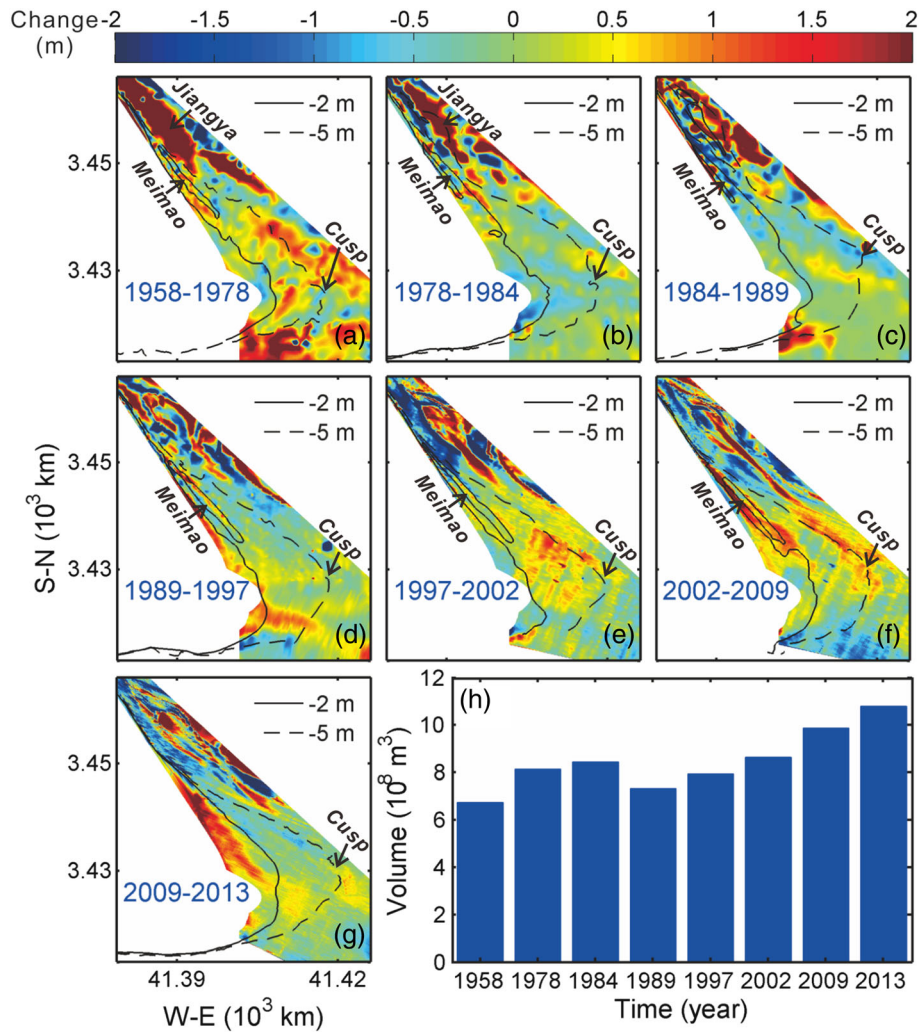 Change (m)
-2 -1.5 -1 -0.5 0 0.5 1 1.5 2
Jiangya
Meimao
Cusp
-2 m
-5 m
3.45
3.43
1958-1978
(a)
Jiangya
Meimao
Cusp
-2 m
-5 m
1978-1984
(b)
Meimao
Cusp
-2 m
-5 m
1984-1989
(c)
S-N (10³ km)
3.45
3.43
Meimao
Cusp
-2 m
-5 m
1989-1997
(d)
Meimao
Cusp
-2 m
-5 m
1997-2002
(e)
Meimao
Cusp
-2 m
-5 m
2002-2009
(f)
3.45
3.43
Cusp
-2 m
-5 m
2009-2013
(g)
41.39 41.42
W-E (10³ km)
(h)
Volume (10⁸ m³)
12
10
8
6
4
2
0
1958 1978 1984 1989 1997 2002 2009 2013
Time (year)